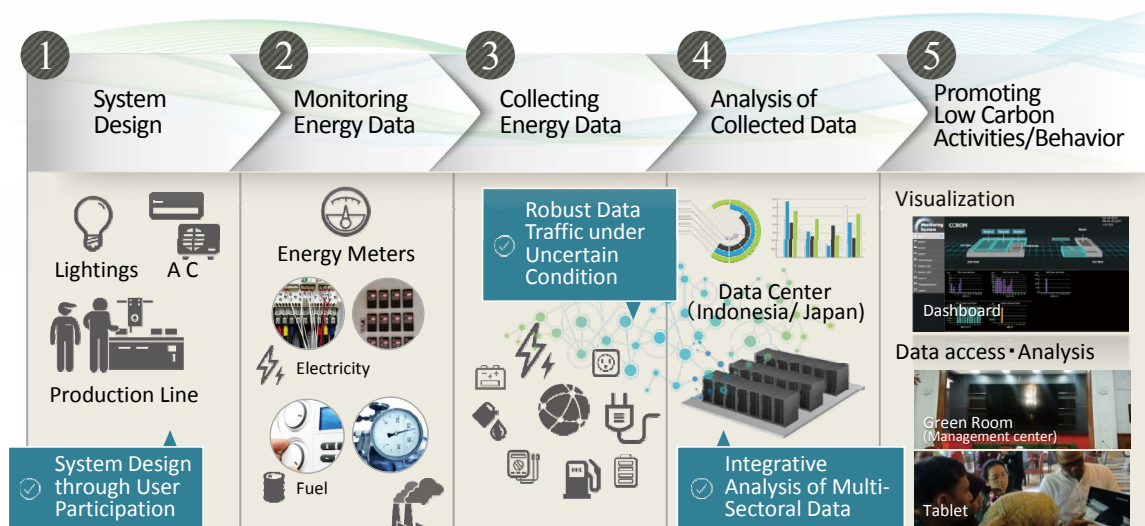 1
System
Design
2
Monitoring
Energy Data
3
Collecting
Energy Data
4
Analysis of
Collected Data
5
Promoting
Low Carbon
Activities/Behavior
Lightings
A C
Production Line
System Design
through User
Participation
Energy Meters
Electricity
Fuel
Robust Data
Traffic under
Uncertain
Condition
Data Center
（Indonesia/ Japan）
Integrative
Analysis of Multi-
Sectoral Data
Visualization
Monitoring
System
Dashboard
Data access・Analysis
Green Room
(Management center)
Tablet